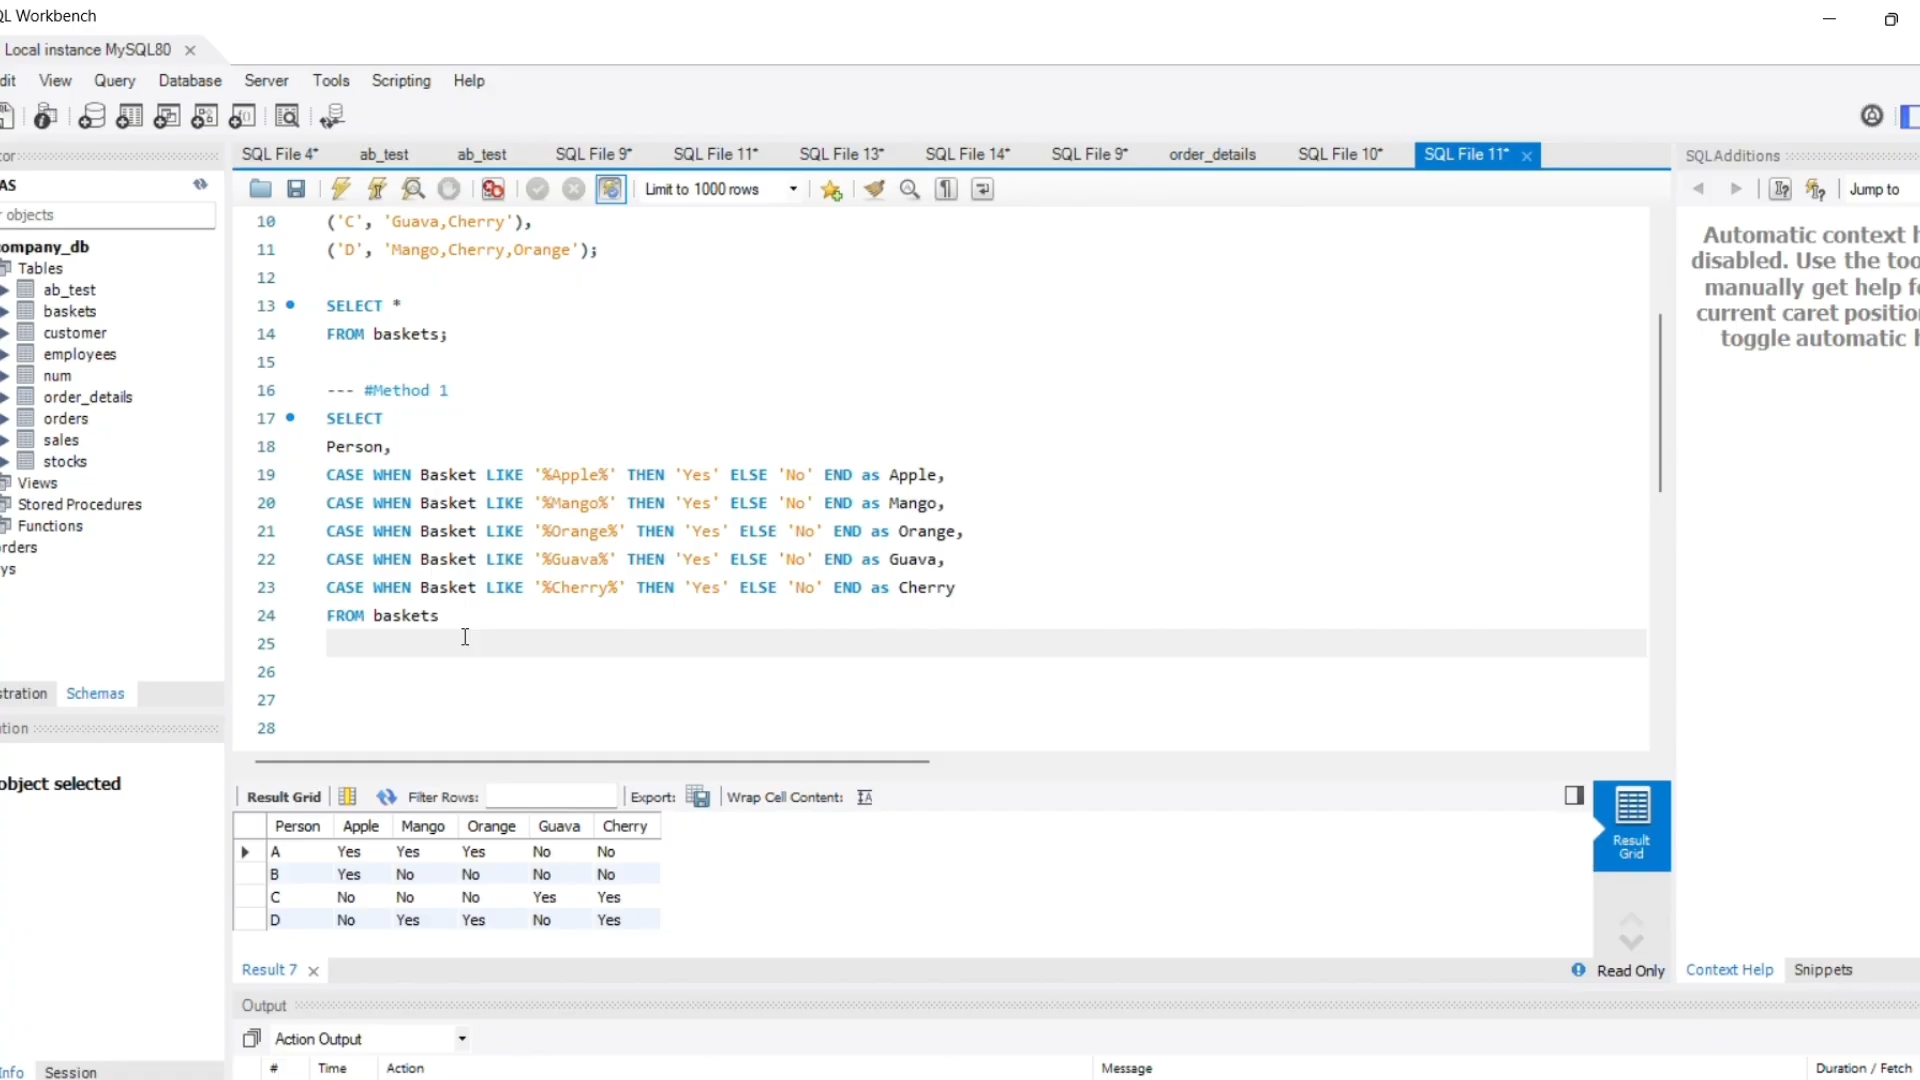 QL Workbench
Local instance MySQL80
dit View Query Database Server Tools Scripting Help
SQL File 4* ab_test ab_test SQL File 9* SQL File 11* SQL File 13* SQL File 14* SQL File 9* order_details SQL File 10* SQL File 11*
SQLAdditions
Limit to 1000 rows
Jump to
or
AS
objects
ompany_db
Tables
ab_test
baskets
customer
employees
num
order_details
orders
sales
stocks
Views
Stored Procedures
Functions
rders
ys
stration Schemas
tion
object selected
nfo Session
10 ('C', 'Guava,Cherry'),
11 ('D', 'Mango,Cherry,Orange');
12
13 SELECT *
14 FROM baskets;
15
16 --- #Method 1
17 SELECT
18 Person,
19 CASE WHEN Basket LIKE '%Apple%' THEN 'Yes' ELSE 'No' END as Apple,
20 CASE WHEN Basket LIKE '%Mango%' THEN 'Yes' ELSE 'No' END as Mango,
21 CASE WHEN Basket LIKE '%Orange%' THEN 'Yes' ELSE 'No' END as Orange,
22 CASE WHEN Basket LIKE '%Guava%' THEN 'Yes' ELSE 'No' END as Guava,
23 CASE WHEN Basket LIKE '%Cherry%' THEN 'Yes' ELSE 'No' END as Cherry
24 FROM baskets
25
26
27
28
Automatic context h
disabled. Use the too
manually get help fo
current caret position
toggle automatic h
Result Grid Filter Rows: Export: Wrap Cell Content:
Person Apple Mango Orange Guava Cherry
A Yes Yes Yes No No
B Yes No No No No
C No No No Yes Yes
D No Yes Yes No Yes
Result
Grid
Result 7
Read Only
Context Help Snippets
Output
Action Output
# Time Action Message Duration / Fetch